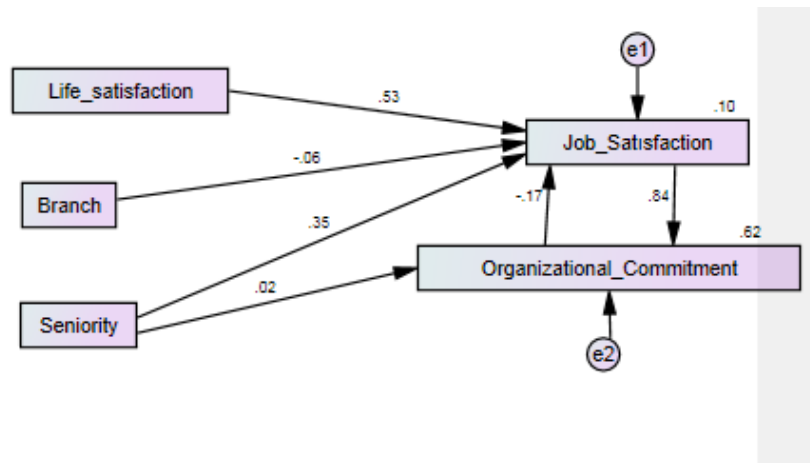 e1
Life_satisfaction
.53
.10
Job_Satısfaction
-.06
Branch
.35
-.17
.84
.62
Organizational_Commitment
.02
Seniority
e2